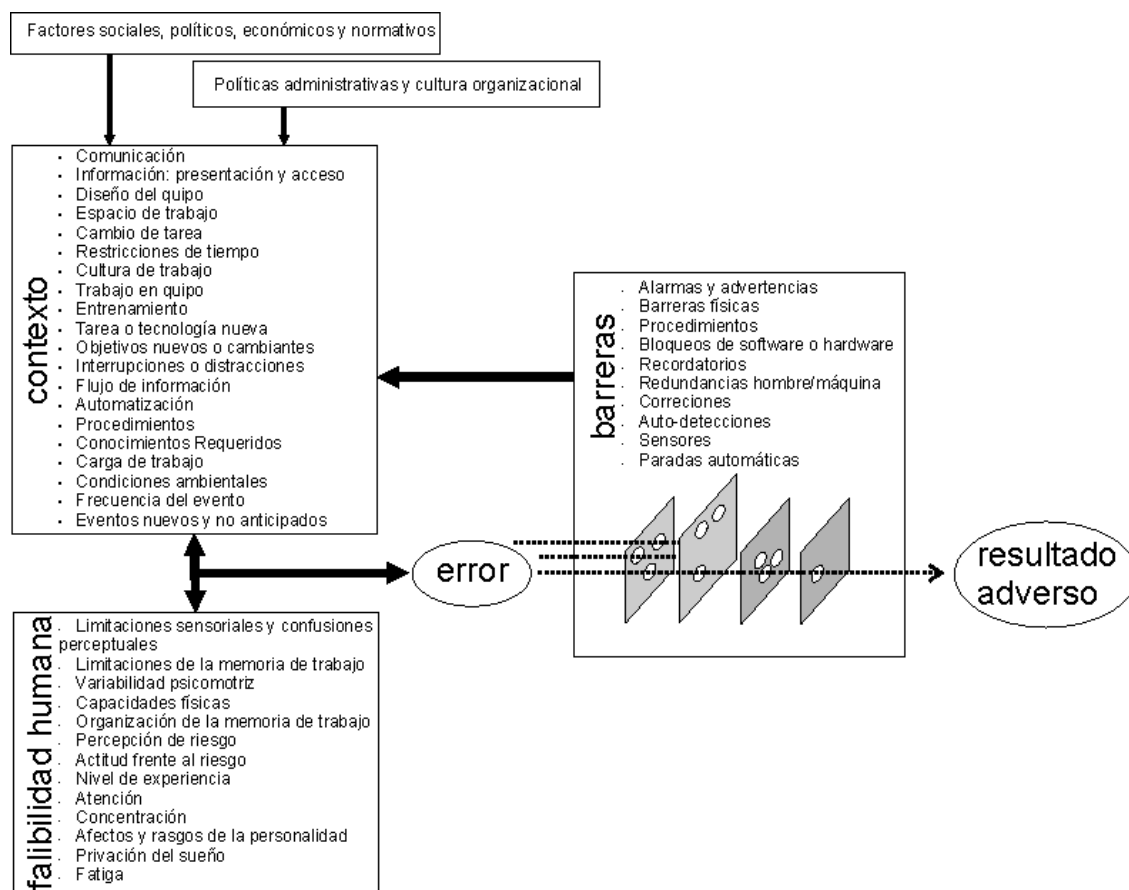 Factores sociales, políticos, económicos y normativos
Políticas administrativas y cultura organizacional
contexto
· Comunicación
· Información: presentación y acceso
· Diseño del quipo
· Espacio de trabajo
· Cambio de tarea
· Restricciones de tiempo
· Cultura de trabajo
· Trabajo en quipo
· Entrenamiento
· Tarea o tecnología nueva
· Objetivos nuevos o cambiantes
· Interrupciones o distracciones
· Flujo de información
· Automatización
· Procedimientos
· Conocimientos Requeridos
· Carga de trabajo
· Condiciones ambientales
· Frecuencia del evento
· Eventos nuevos y no anticipados
barreras
. Alarmas y advertencias
. Barreras físicas
. Procedimientos
. Bloqueos de software o hardware
. Recordatorios
. Redundancias hombre/máquina
. Correciones
. Auto-detecciones
. Sensores
. Paradas automáticas
error
resultado
adverso
falibilidad humana
. Limitaciones sensoriales y confusiones
perceptuales
. Limitaciones de la memoria de trabajo
. Variabilidad psicomotriz
. Capacidades físicas
. Organización de la memoria de trabajo
. Percepción de riesgo
. Actitud frente al riesgo
. Nivel de experiencia
. Atención
. Concentración
. Afectos y rasgos de la personalidad
. Privación del sueño
. Fatiga